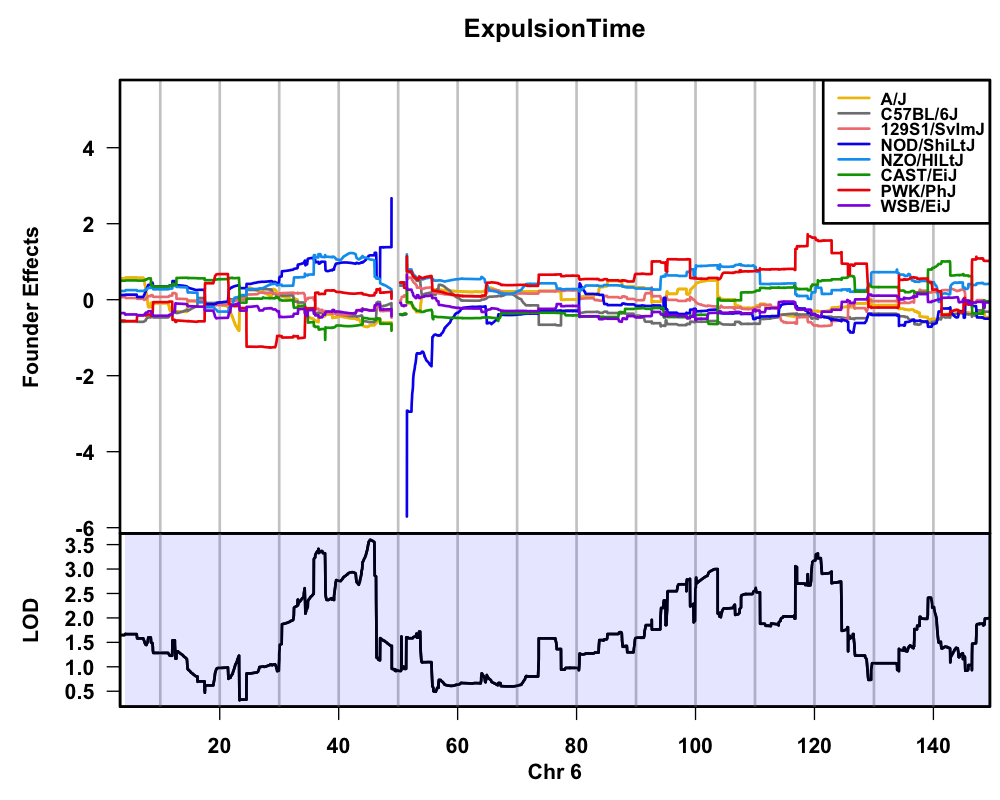 ExpulsionTime
A/J
C57BL/6J
129S1/SvImJ
NOD/ShiLtJ
NZO/HlLtJ
CAST/EiJ
PWK/PhJ
WSB/EiJ
Founder Effects
4
2
0
-2
-4
-6
LOD
3.5
3.0
2.5
2.0
1.5
1.0
0.5
20 40 60 80 100 120 140
Chr 6